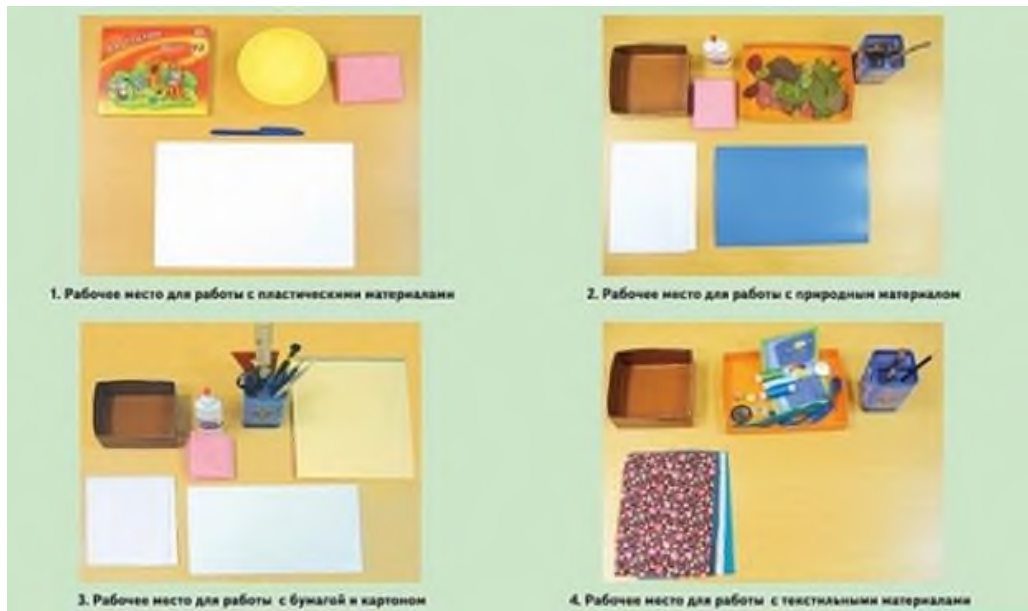 1. Рабочее место для работы с пластическими материалами
2. Рабочее место для работы с природным материалом
3. Рабочее место для работы с бумагой и картоном
4. Рабочее место для работы с текстильными материалами